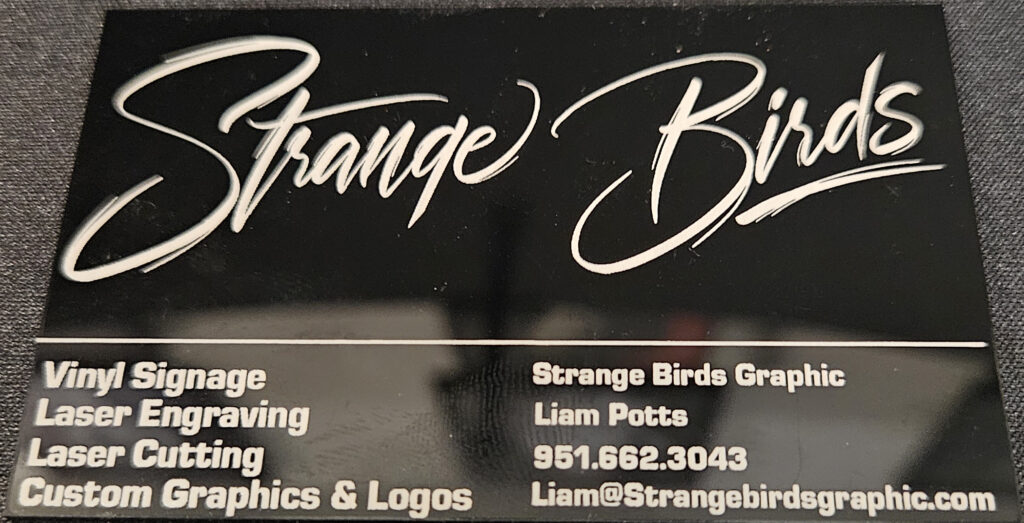 Strange Birds
Vinyl Signage
Laser Engraving
Laser Cutting
Custom Graphics & Logos
Strange Birds Graphic
Liam Potts
951.662.3043
Liam@Strangebirdsgraphic.com